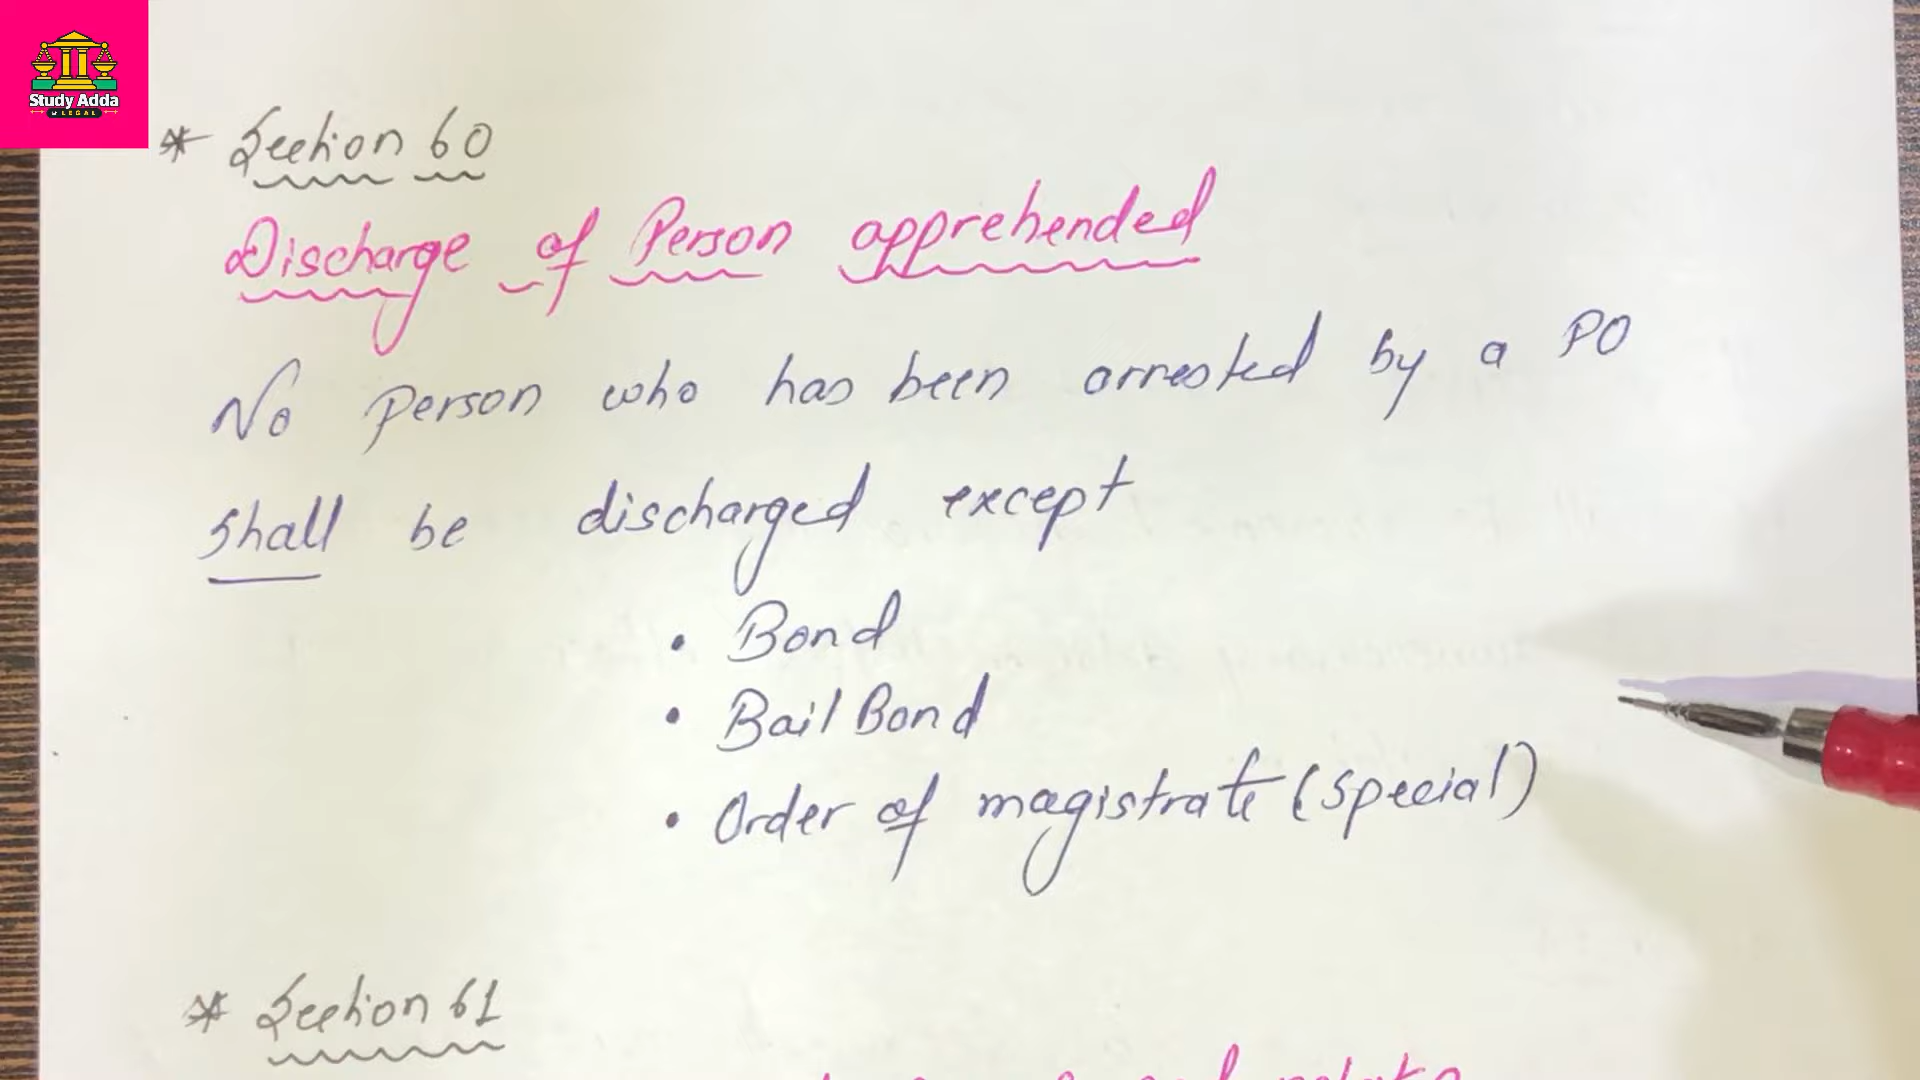 Study Adda
LEGAL
* Section 60
Discharge of Person apprehended
No person who has been arrested by a PO
shall be discharged except
• Bond
• Bail Bond
• Order of magistrate (special)
* Section 61